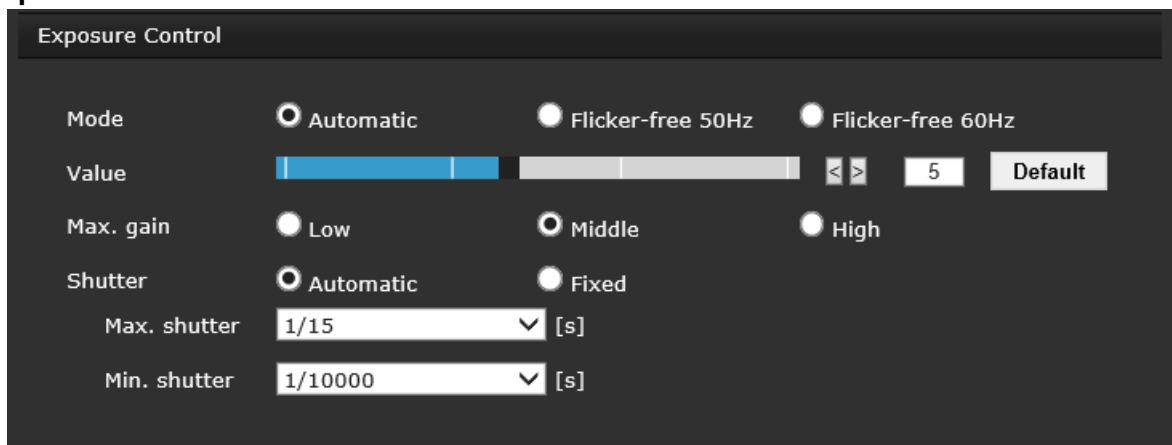 Exposure Control
Mode Automatic Flicker-free 50Hz Flicker-free 60Hz
Value < > 5 Default
Max. gain Low Middle High
Shutter Automatic Fixed
Max. shutter 1/15 [s]
Min. shutter 1/10000 [s]